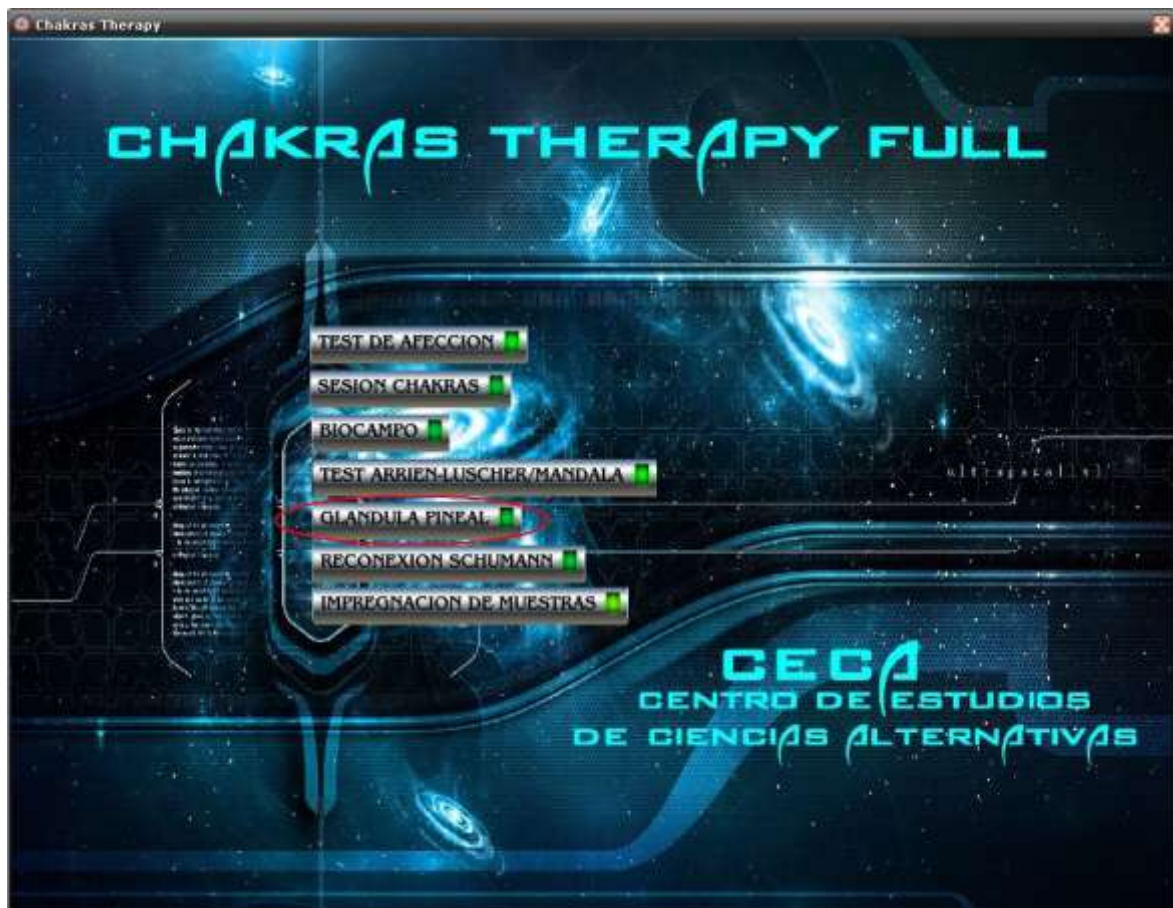 Chakras Therapy
CHAKRAS THERAPY FULL
TEST DE AFECCION
SESION CHAKRAS
BIOCAMPO
TEST ARRIEN-LUSCHER/MANDALA
GLANDULA PINEAL
RECONEXION SCHUMANN
IMPREGNACION DE MUESTRAS
CECA
CENTRO DE ESTUDIOS
DE CIENCIAS ALTERNATIVAS